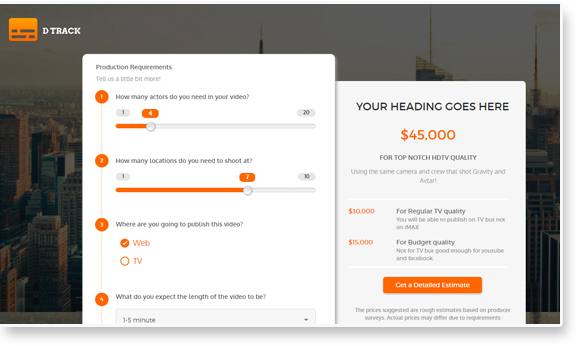 D TRACK
Production Requirements
Tell us a little bit more!
1 How many actors do you need in your video?
1 4 20
2 How many locations do you need to shoot at?
1 7 10
3 Where are you going to publish this video?
Web
TV
4 What do you expect the length of the video to be?
1-5 minute
YOUR HEADING GOES HERE
$45,000
FOR TOP NOTCH HDTV QUALITY
Using the same camera and crew that shot Gravity and
Avtar!
$30,000 For Regular TV quality
You will be able to publish on TV but not
on IMAX
$15,000 For Budget quality
Not for TV but good enough for youtube
and facebook.
Get a Detailed Estimate
The prices suggested are rough estimates based on producer
surveys. Actual prices may differ due to requirements